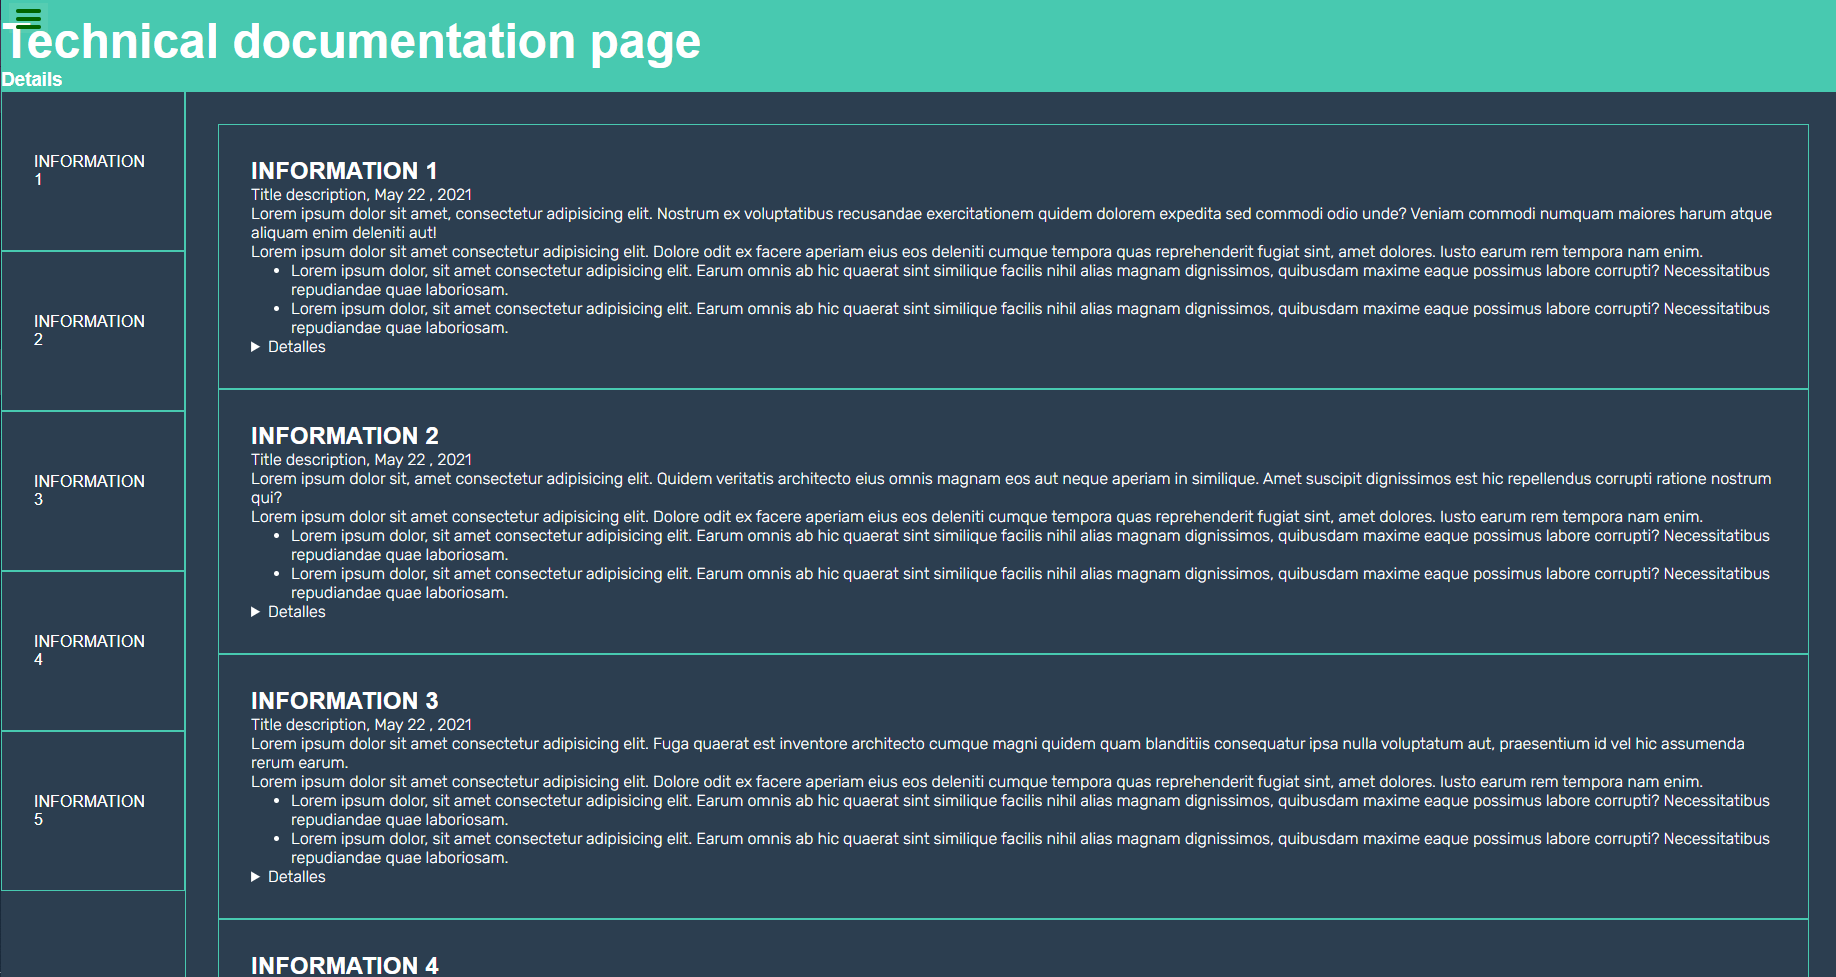 Technical documentation page
Details
INFORMATION
1
INFORMATION
2
INFORMATION
3
INFORMATION
4
INFORMATION
5
INFORMATION 1
Title description, May 22 , 2021
Lorem ipsum dolor sit amet, consectetur adipisicing elit. Nostrum ex voluptatibus recusandae exercitationem quidem dolorem expedita sed commodi odio unde? Veniam commodi numquam maiores harum atque
aliquam enim deleniti aut!
Lorem ipsum dolor sit amet consectetur adipisicing elit. Dolore odit ex facere aperiam eius eos deleniti cumque tempora quas reprehenderit fugiat sint, amet dolores. Iusto earum rem tempora nam enim.
• Lorem ipsum dolor, sit amet consectetur adipisicing elit. Earum omnis ab hic quaerat sint similique facilis nihil alias magnam dignissimos, quibusdam maxime eaque possimus labore corrupti? Necessitatibus
repudiandae quae laboriosam.
• Lorem ipsum dolor, sit amet consectetur adipisicing elit. Earum omnis ab hic quaerat sint similique facilis nihil alias magnam dignissimos, quibusdam maxime eaque possimus labore corrupti? Necessitatibus
repudiandae quae laboriosam.
▶ Detalles
INFORMATION 2
Title description, May 22 , 2021
Lorem ipsum dolor sit, amet consectetur adipisicing elit. Quidem veritatis architecto eius omnis magnam eos aut neque aperiam in similique. Amet suscipit dignissimos est hic repellendus corrupti ratione nostrum
qui?
Lorem ipsum dolor sit amet consectetur adipisicing elit. Dolore odit ex facere aperiam eius eos deleniti cumque tempora quas reprehenderit fugiat sint, amet dolores. Iusto earum rem tempora nam enim.
• Lorem ipsum dolor, sit amet consectetur adipisicing elit. Earum omnis ab hic quaerat sint similique facilis nihil alias magnam dignissimos, quibusdam maxime eaque possimus labore corrupti? Necessitatibus
repudiandae quae laboriosam.
• Lorem ipsum dolor, sit amet consectetur adipisicing elit. Earum omnis ab hic quaerat sint similique facilis nihil alias magnam dignissimos, quibusdam maxime eaque possimus labore corrupti? Necessitatibus
repudiandae quae laboriosam.
▶ Detalles
INFORMATION 3
Title description, May 22 , 2021
Lorem ipsum dolor sit amet consectetur adipisicing elit. Fuga quaerat est inventore architecto cumque magni quidem quam blanditiis consequatur ipsa nulla voluptatum aut, praesentium id vel hic assumenda
rerum earum.
Lorem ipsum dolor sit amet consectetur adipisicing elit. Dolore odit ex facere aperiam eius eos deleniti cumque tempora quas reprehenderit fugiat sint, amet dolores. Iusto earum rem tempora nam enim.
• Lorem ipsum dolor, sit amet consectetur adipisicing elit. Earum omnis ab hic quaerat sint similique facilis nihil alias magnam dignissimos, quibusdam maxime eaque possimus labore corrupti? Necessitatibus
repudiandae quae laboriosam.
• Lorem ipsum dolor, sit amet consectetur adipisicing elit. Earum omnis ab hic quaerat sint similique facilis nihil alias magnam dignissimos, quibusdam maxime eaque possimus labore corrupti? Necessitatibus
repudiandae quae laboriosam.
▶ Detalles
INFORMATION 4